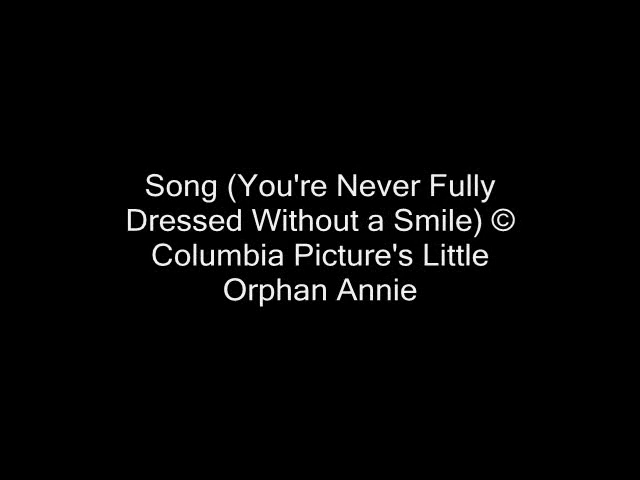 Song (You're Never Fully
Dressed Without a Smile) ©
Columbia Picture's Little
Orphan Annie